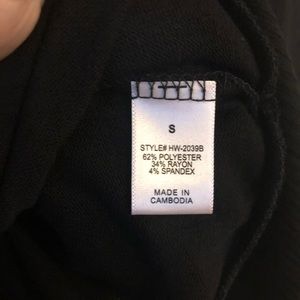 S
STYLE# HW-2039B
62% POLYESTER
34% RAYON
4% SPANDEX
MADE IN
CAMBODIA